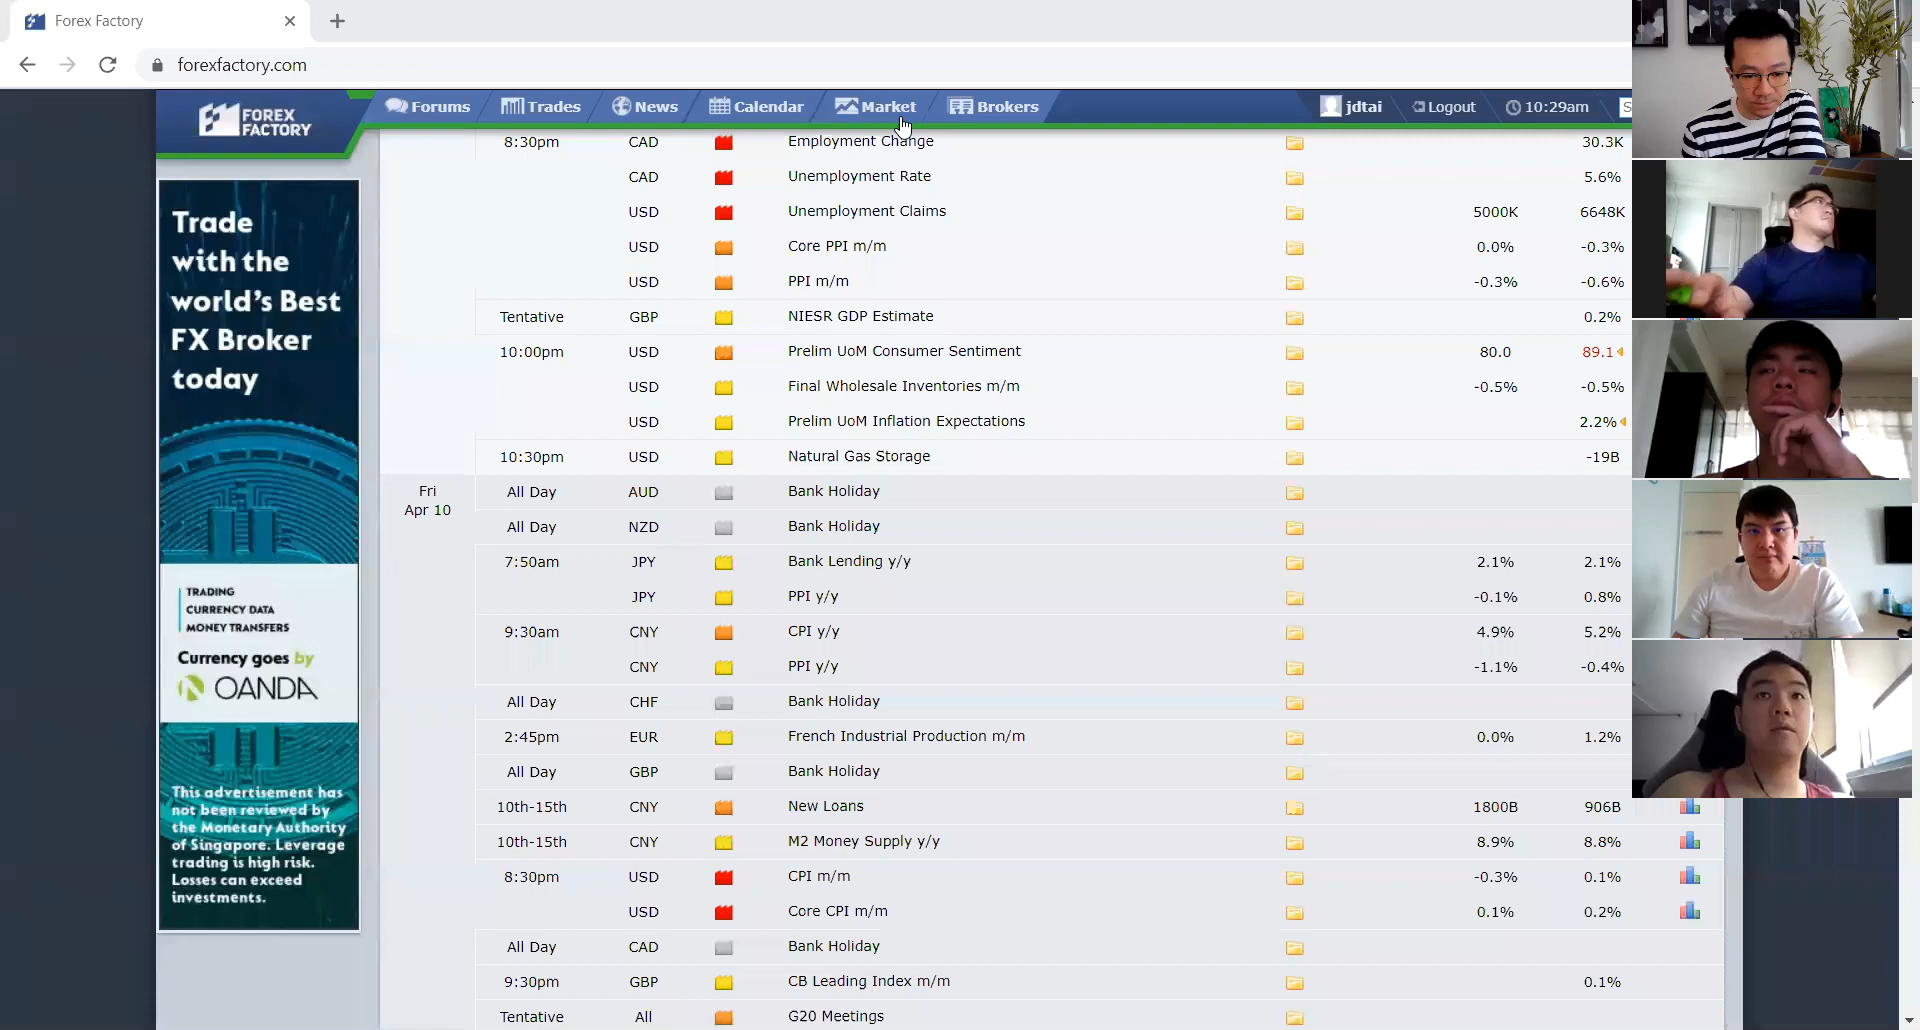 Forex Factory
forexfactory.com
FOREX FACTORY
Forums Trades News Calendar Market Brokers jdtai Logout 10:29am S
Trade
with the
world's Best
FX Broker
today
TRADING
CURRENCY DATA
MONEY TRANSFERS
Currency goes by
OANDA
This advertisement has
not been reviewed by
the Monetary Authority
of Singapore. Leverage
trading is high risk.
Losses can exceed
investments.
8:30pm CAD Employment Change 30.3K
CAD Unemployment Rate 5.6%
USD Unemployment Claims 5000K 6648K
USD Core PPI m/m 0.0% -0.3%
USD PPI m/m -0.3% -0.6%
Tentative GBP NIESR GDP Estimate 0.2%
10:00pm USD Prelim UoM Consumer Sentiment 80.0 89.1
USD Final Wholesale Inventories m/m -0.5% -0.5%
USD Prelim UoM Inflation Expectations 2.2%
10:30pm USD Natural Gas Storage -19B
Fri
Apr 10
All Day AUD Bank Holiday
All Day NZD Bank Holiday
7:50am JPY Bank Lending y/y 2.1% 2.1%
JPY PPI y/y -0.1% 0.8%
9:30am CNY CPI y/y 4.9% 5.2%
CNY PPI y/y -1.1% -0.4%
All Day CHF Bank Holiday
2:45pm EUR French Industrial Production m/m 0.0% 1.2%
All Day GBP Bank Holiday
10th-15th CNY New Loans 1800B 906B
10th-15th CNY M2 Money Supply y/y 8.9% 8.8%
8:30pm USD CPI m/m -0.3% 0.1%
USD Core CPI m/m 0.1% 0.2%
All Day CAD Bank Holiday
9:30pm GBP CB Leading Index m/m 0.1%
Tentative All G20 Meetings